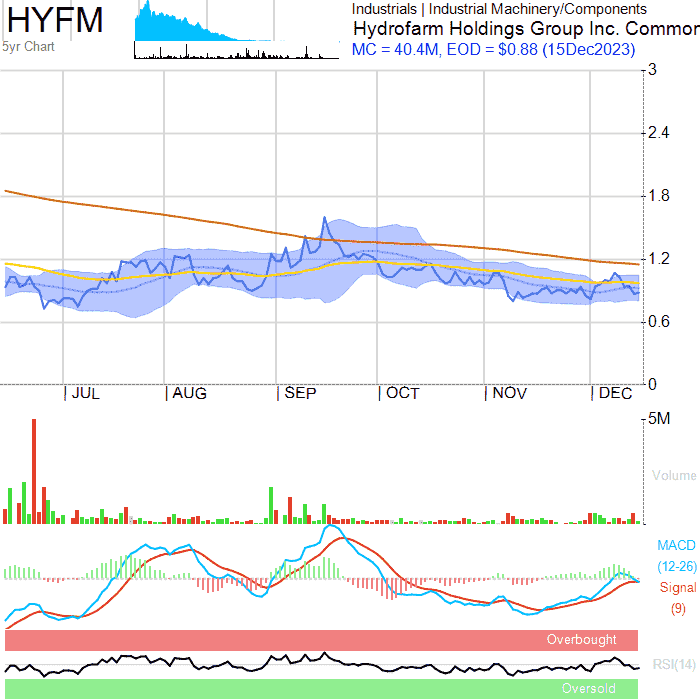 HYFM
5yr Chart
Industrials | Industrial Machinery/Components
Hydrofarm Holdings Group Inc. Common
MC = 40.4M, EOD = $0.88 (15Dec2023)
3
2.4
1.8
1.2
0.6
0
JUL
AUG
SEP
OCT
NOV
DEC
5M
Volume
MACD
(12-26)
Signal
(9)
Overbought
RSI(14)
Oversold